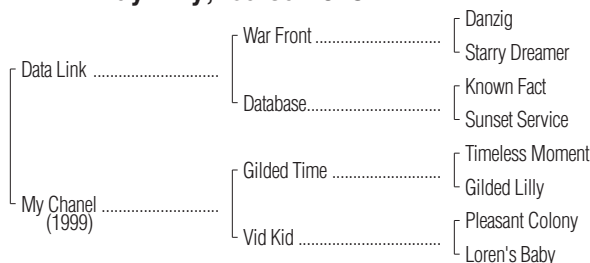 Danzig
War Front
Starry Dreamer
Data Link
Known Fact
Database
Sunset Service
Timeless Moment
Gilded Time
Gilded Lilly
My Chanel
(1999)
Pleasant Colony
Vid Kid
Loren's Baby